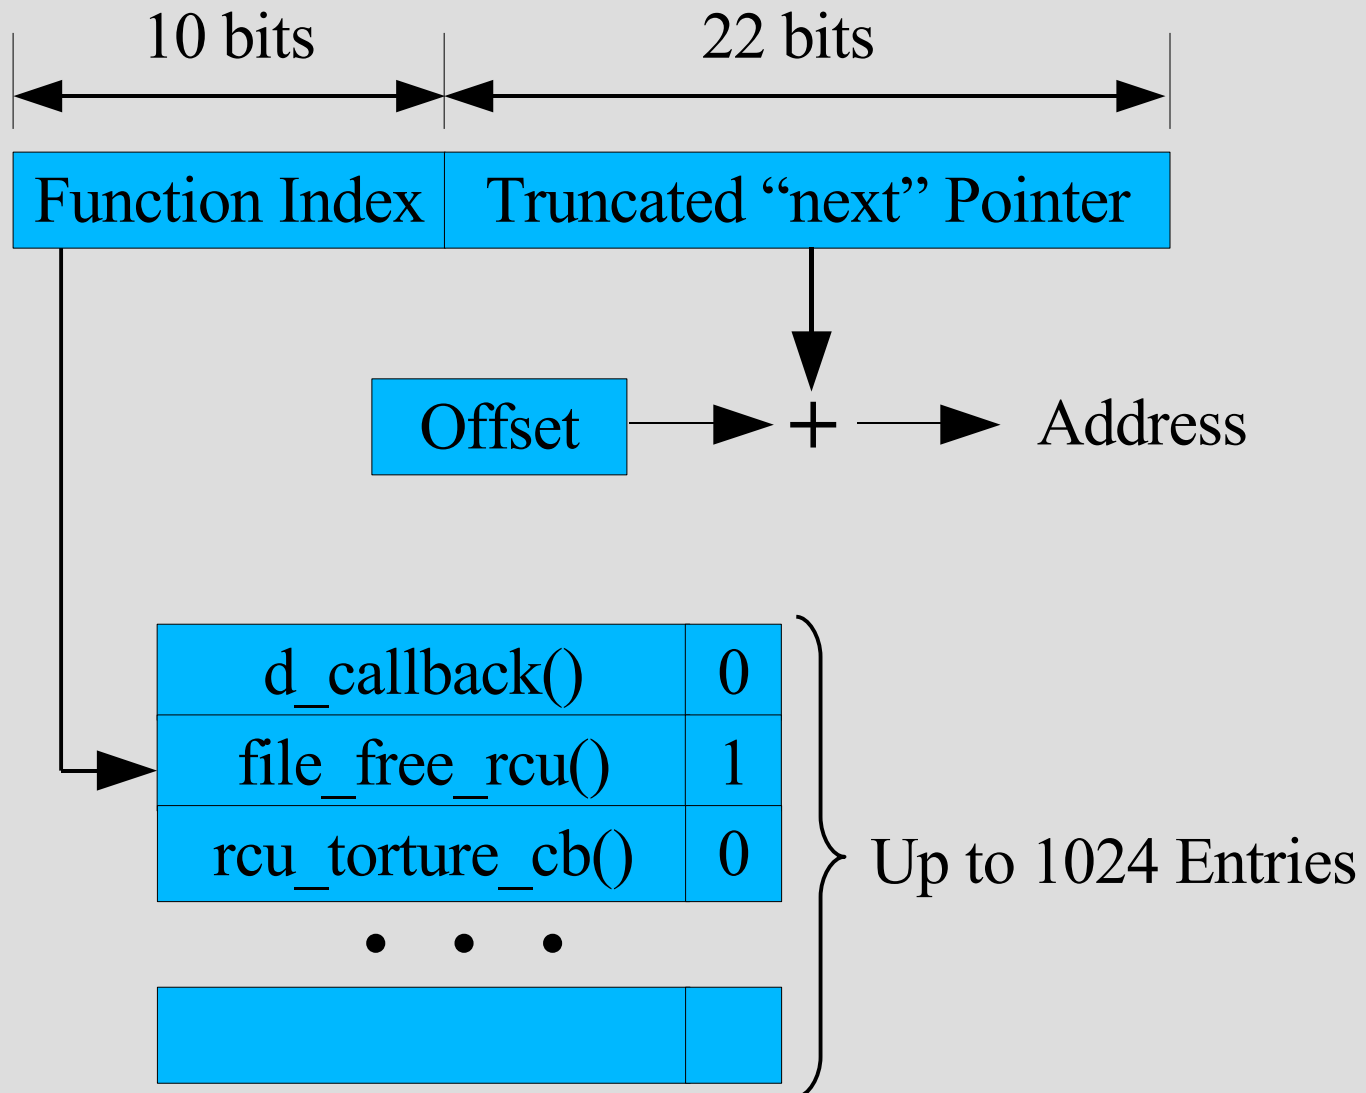 10 bits 22 bits
Function Index Truncated “next” Pointer
Offset + Address
d_callback() 0
file_free_rcu() 1
rcu_torture_cb() 0
Up to 1024 Entries
• • •